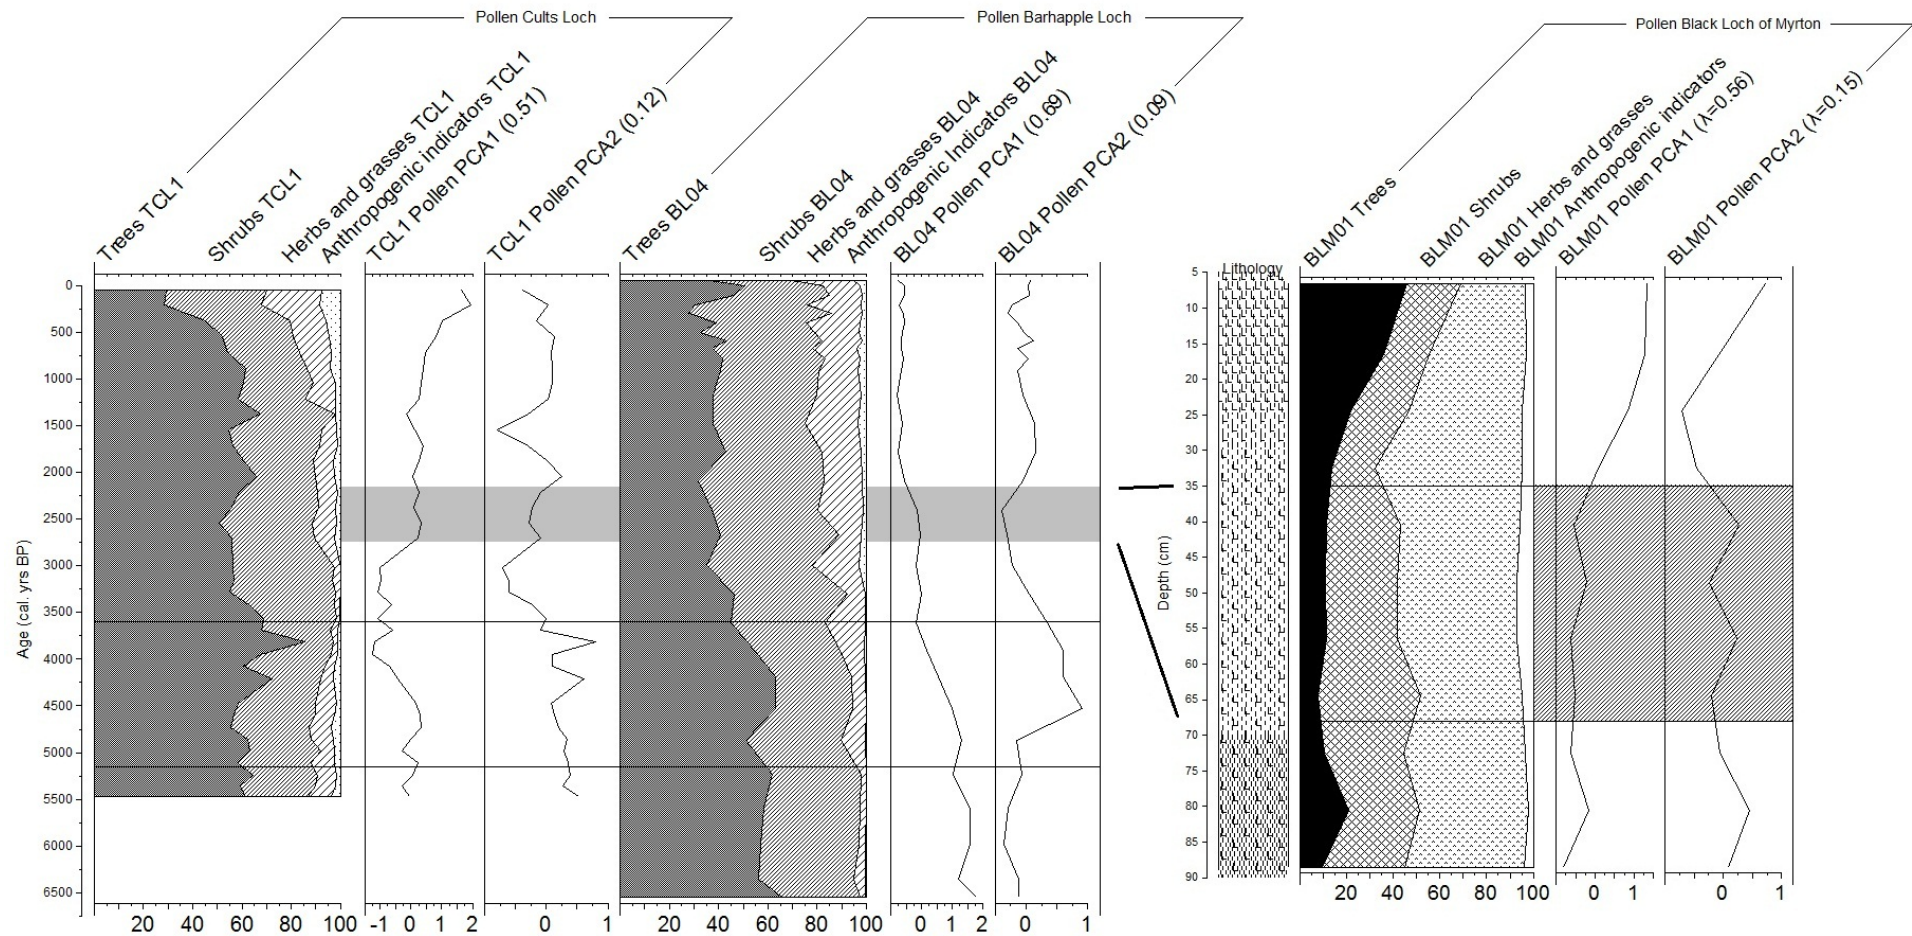 Pollen Cults Loch
Pollen Barhapple Loch
Pollen Black Loch of Myrton
Trees TCL1
Shrubs TCL1
Herbs and grasses TCL1
Anthropogenic indicators TCL1
TCL1 Pollen PCA1 (0.51)
TCL1 Pollen PCA2 (0.12)
Trees BL04
Shrubs BL04
Herbs and grasses BL04
Anthropogenic Indicators BL04
BL04 Pollen PCA1 (0.69)
BL04 Pollen PCA2 (0.09)
Lithology
BLM01 Trees
BLM01 Shrubs
BLM01 Herbs and grasses
BLM01 Anthropogenic indicators
BLM01 Pollen PCA1 (λ=0.56)
BLM01 Pollen PCA2 (λ=0.15)
Age (cal. yrs BP)
0
500
1000
1500
2000
2500
3000
3500
4000
4500
5000
5500
6000
6500
Depth (cm)
5
10
15
20
25
30
35
40
45
50
55
60
65
70
75
80
85
90
20 40 60 80 100
-1 0 1 2
0 1
20 40 60 80 100
0 1 2
0 1
20 40 60 80 100
0 1
0 1